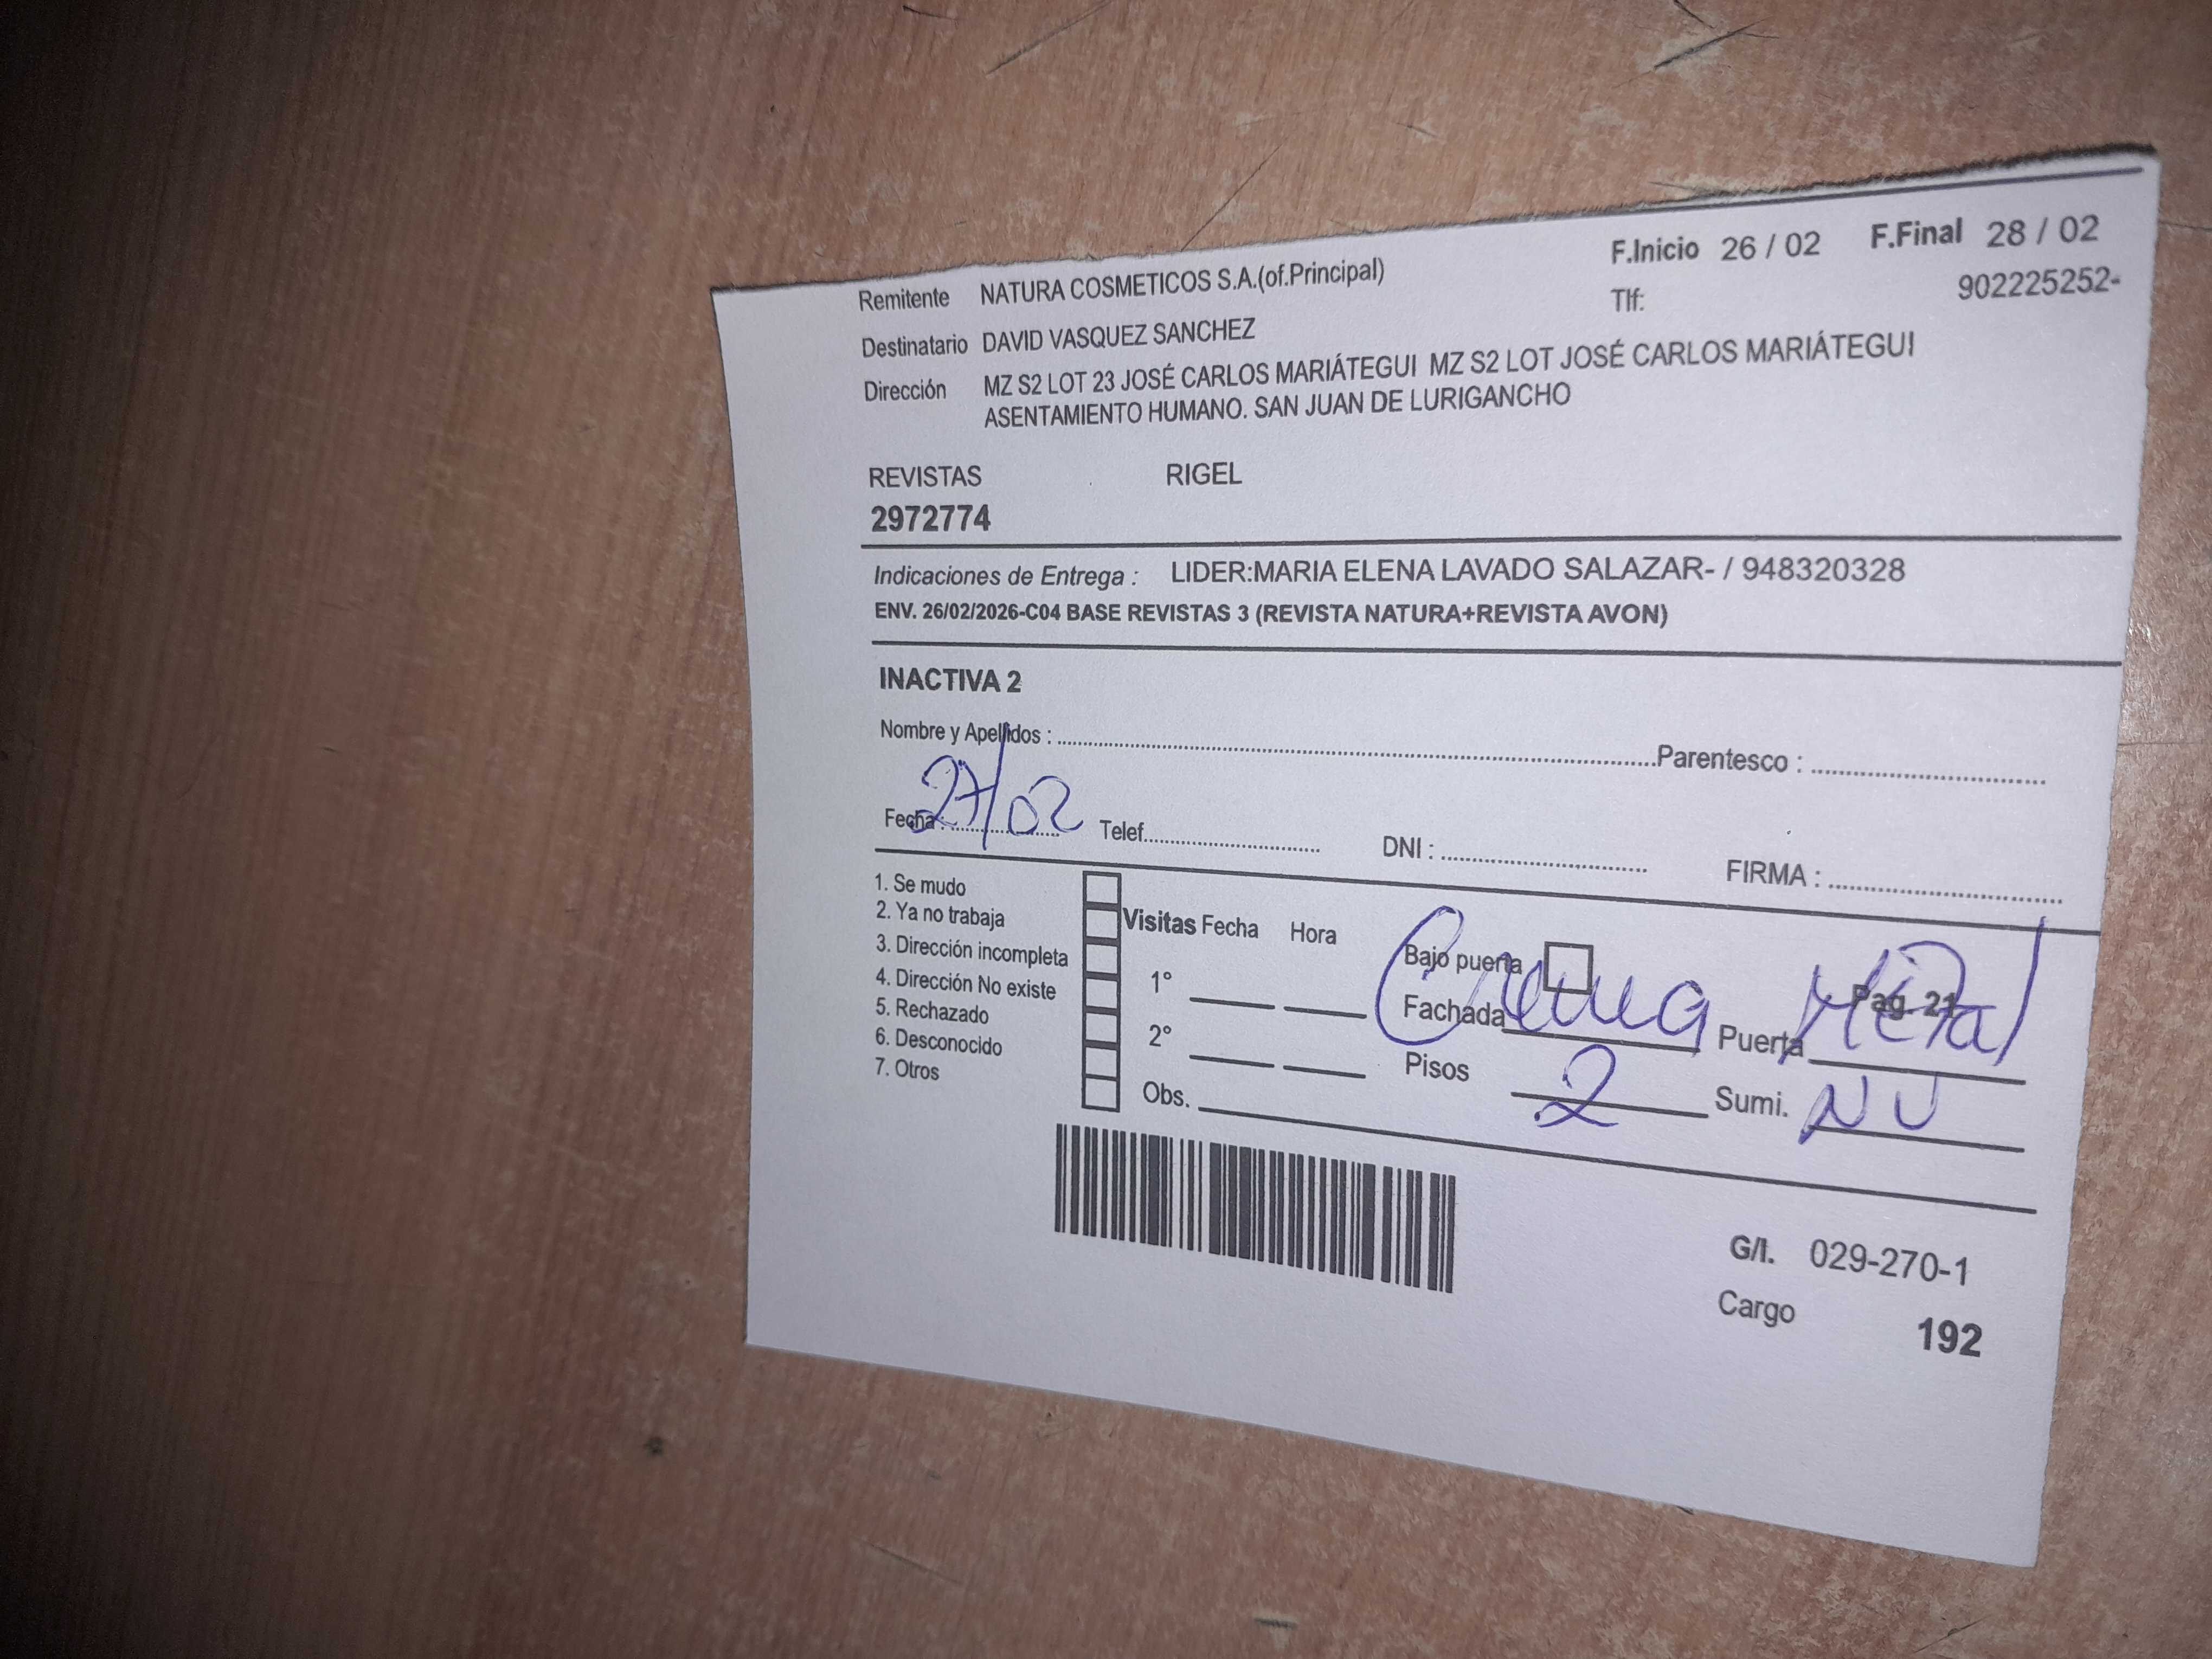 F.Inicio 26 / 02 F.Final 28 / 02
Remitente NATURA COSMETICOS S.A.(of.Principal) Tlf: 902225252-
Destinatario DAVID VASQUEZ SANCHEZ
Dirección MZ S2 LOT 23 JOSÉ CARLOS MARIÁTEGUI MZ S2 LOT JOSÉ CARLOS MARIÁTEGUI
ASENTAMIENTO HUMANO. SAN JUAN DE LURIGANCHO
REVISTAS RIGEL
2972774
Indicaciones de Entrega : LIDER:MARIA ELENA LAVADO SALAZAR- / 948320328
ENV. 26/02/2026-C04 BASE REVISTAS 3 (REVISTA NATURA+REVISTA AVON)
INACTIVA 2
Nombre y Apellidos : Parentesco :
Fecha: 27/02 Telef. DNI : FIRMA :
1. Se mudo
2. Ya no trabaja
3. Dirección incompleta
4. Dirección No existe
5. Rechazado
6. Desconocido
7. Otros
Visitas Fecha Hora
1°
2°
Obs.
Bajo puerta Pag. 21
Fachada Crema Puerta Metal
Pisos 2 Sumi. NU
G/I. 029-270-1
Cargo 192